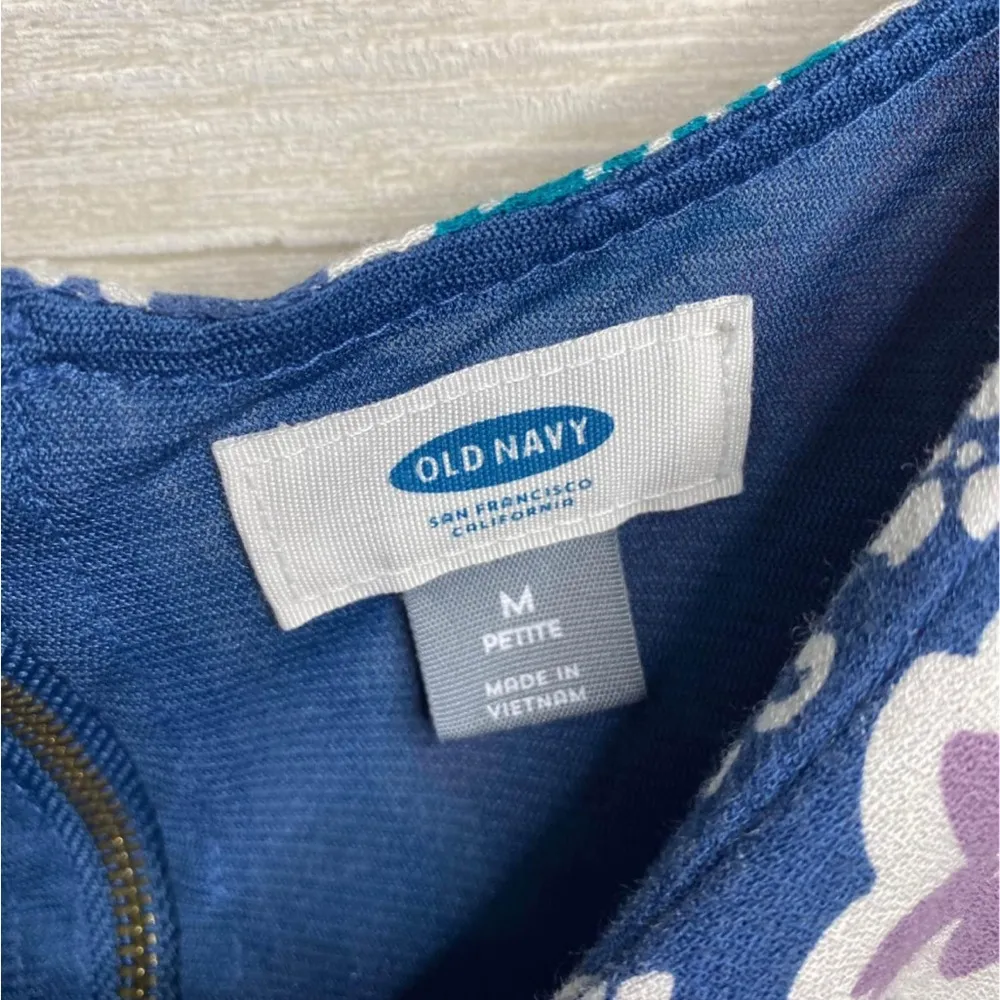 OLD NAVY
SAN FRANCISCO
CALIFORNIA
M
PETITE
MADE IN
VIETNAM